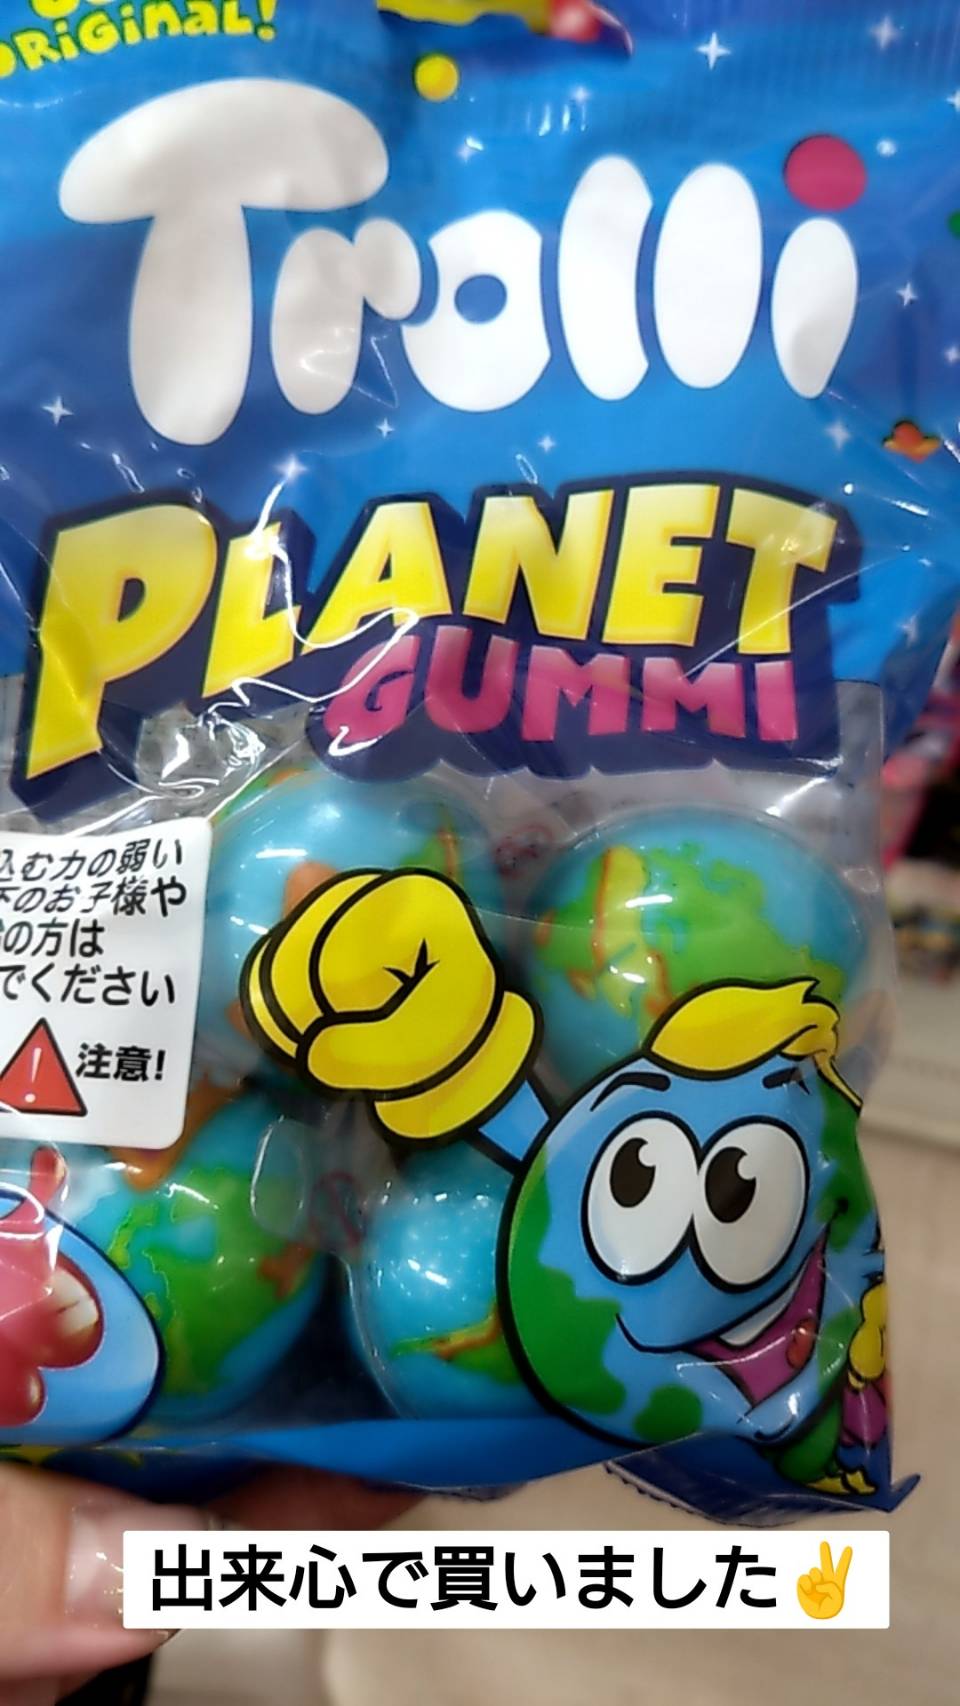 ORiGinaL!
Trolli
PLANET
GUMMI
込む力の弱い
下のお子様や
の方は
でください
注意!
出来心で買いました✌️